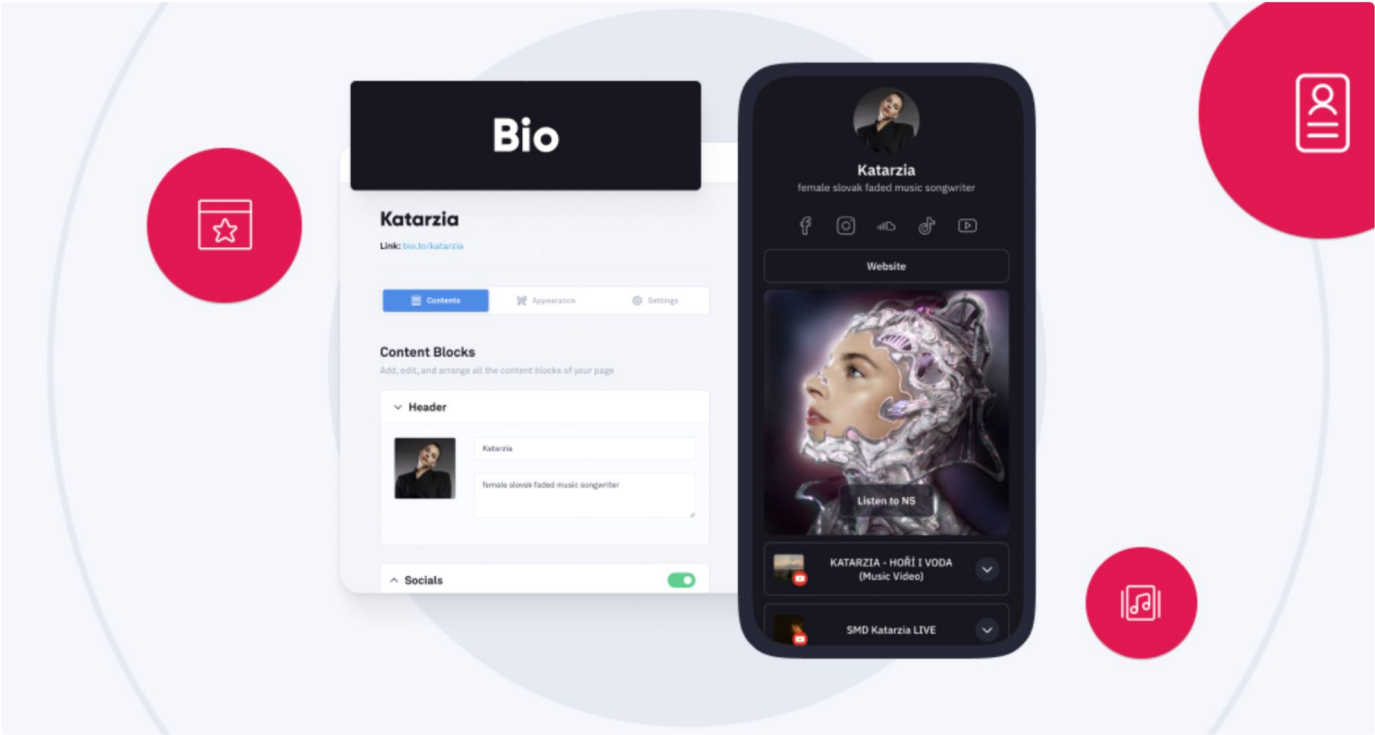 Bio
Katarzia
Link: bio.to/katarzia
Contents
Appearance
Settings
Content Blocks
Add, edit, and arrange all the content blocks of your page
Header
Katarzia
female slovak faded music songwriter
Socials
Katarzia
female slovak faded music songwriter
Website
Listen to N5
KATARZIA - HOŘÍ I VODA
(Music Video)
SMD Katarzia LIVE